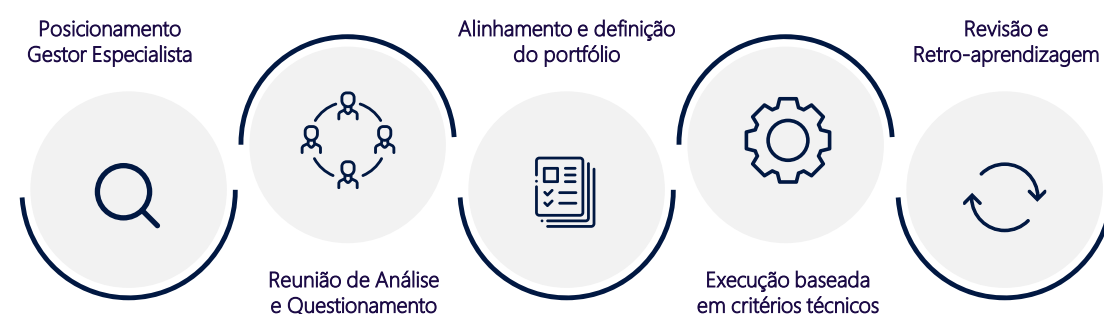 Posicionamento
Gestor Especialista
Reunião de Análise
e Questionamento
Alinhamento e definição
do portfólio
Execução baseada
em critérios técnicos
Revisão e
Retro-aprendizagem